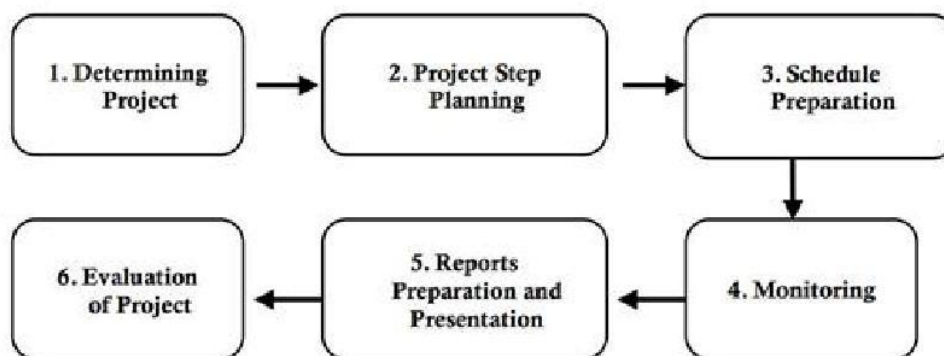 1. Determining
Project
2. Project Step
Planning
3. Schedule
Preparation
4. Monitoring
5. Reports
Preparation and
Presentation
6. Evaluation
of Project